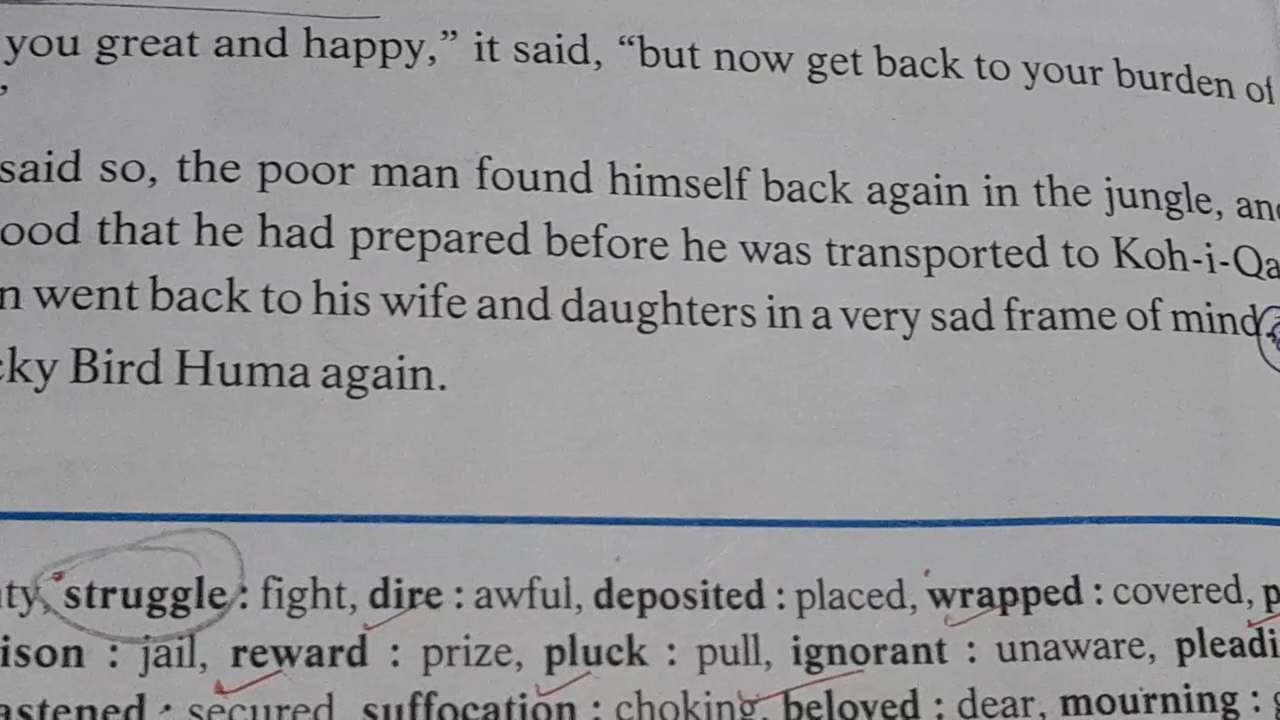 you great and happy,” it said, “but now get back to your burden of
’
said so, the poor man found himself back again in the jungle, and
ood that he had prepared before he was transported to Koh-i-Qa
n went back to his wife and daughters in a very sad frame of mind
ky Bird Huma again.
ty, struggle : fight, dire : awful, deposited : placed, wrapped : covered, p
ison : jail, reward : prize, pluck : pull, ignorant : unaware, pleadi
astened : secured, suffocation : choking, beloved : dear, mourning :